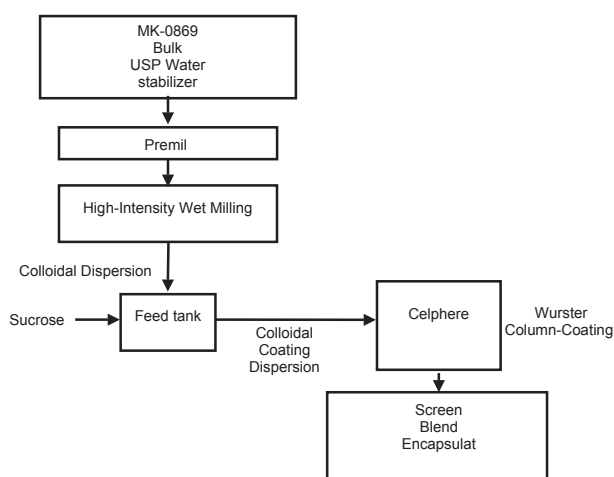 MK-0869
Bulk
USP Water
stabilizer
Premil
High-Intensity Wet Milling
Colloidal Dispersion
Sucrose
Feed tank
Colloidal
Coating
Dispersion
Celphere
Wurster
Column-Coating
Screen
Blend
Encapsulat